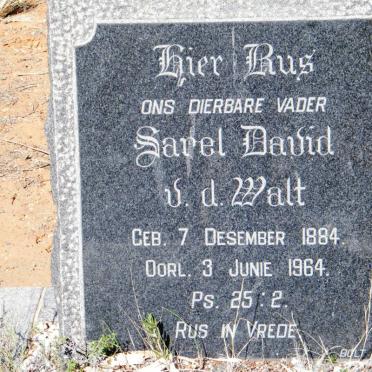 Hier Rus
ONS DIERBARE VADER
Sarel David
v. d. Walt
GEB. 7 DESEMBER 1884.
OORL. 3 JUNIE 1964.
PS. 25 : 2.
RUS IN VREDE